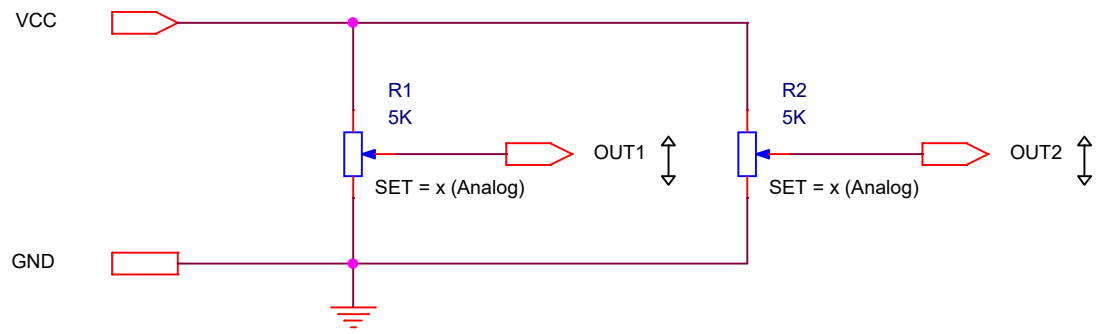 VCC
R1
5K
R2
5K
OUT1
OUT2
SET = x (Analog)
SET = x (Analog)
GND